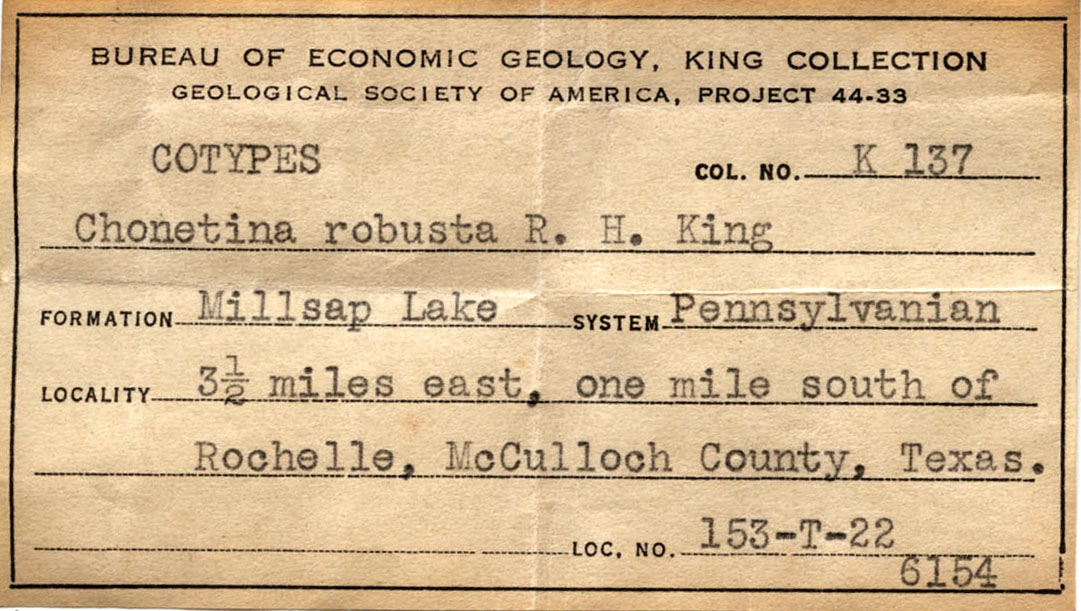 BUREAU OF ECONOMIC GEOLOGY, KING COLLECTION
GEOLOGICAL SOCIETY OF AMERICA, PROJECT 44-33
COTYPES COL. NO. K 137
Chonetina robusta R. H. King
FORMATION Millsap Lake SYSTEM Pennsylvanian
LOCALITY 3½ miles east, one mile south of
Rochelle, McCulloch County, Texas.
LOC, NO. 153-T-22
6154